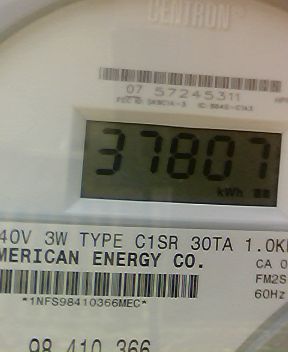 CENTRON®
07 57245311
37807
kWh
40V 3W TYPE C1SR 30TA 1.0K
MERICAN ENERGY CO.
CA 0
FM2S
60Hz
*1NFS98410366MEC*
98 410 366